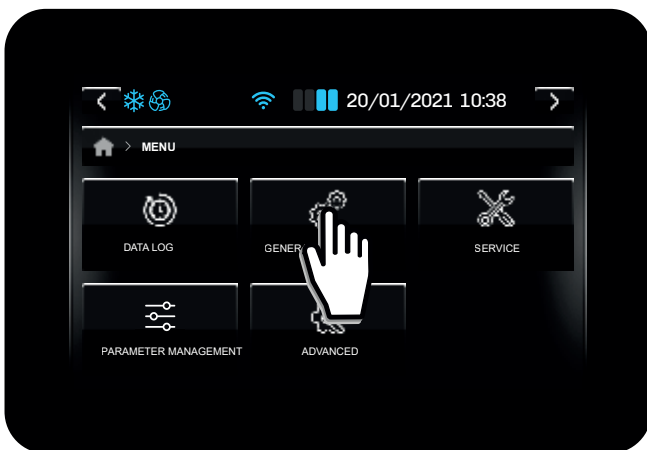 20/01/2021 10:38
> MENU
DATA LOG
SERVICE
PARAMETER MANAGEMENT
ADVANCED